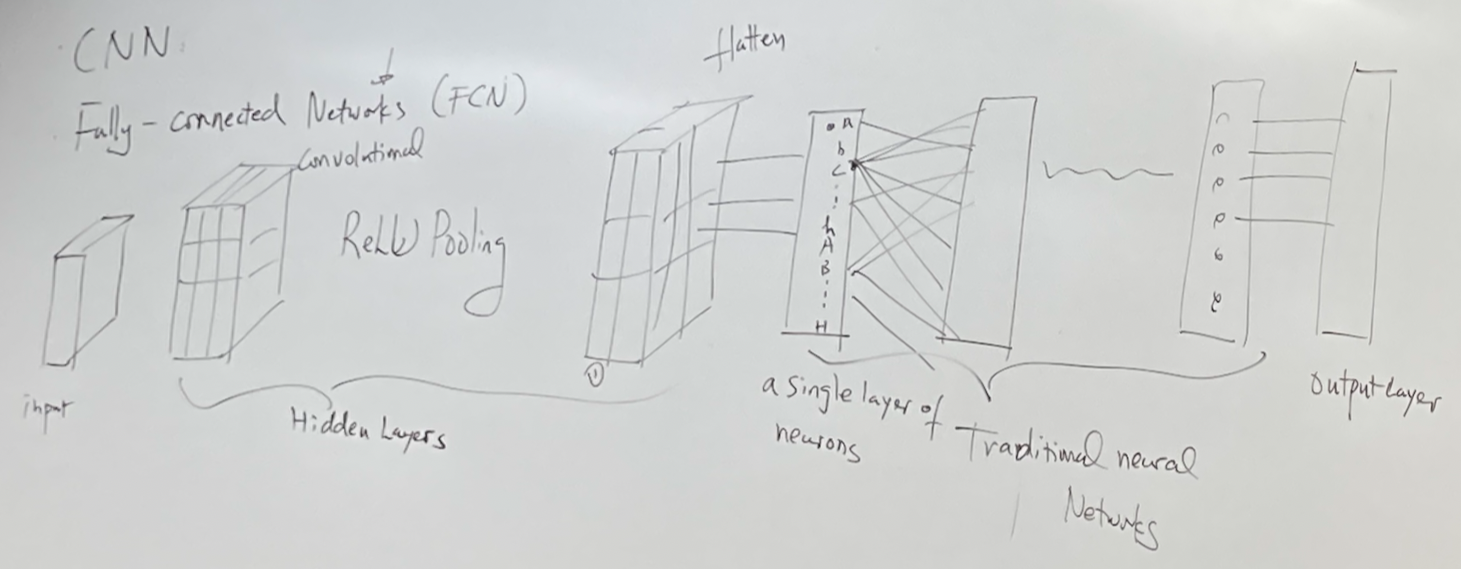 CNN
Fully-connected Networks (FCN)
Convolutional
flatten
ReLU Pooling
input
Hidden Layers
①
A
b
C
h
A
B
H
a single layer of
neurons
Traditional neural
Networks
output layer